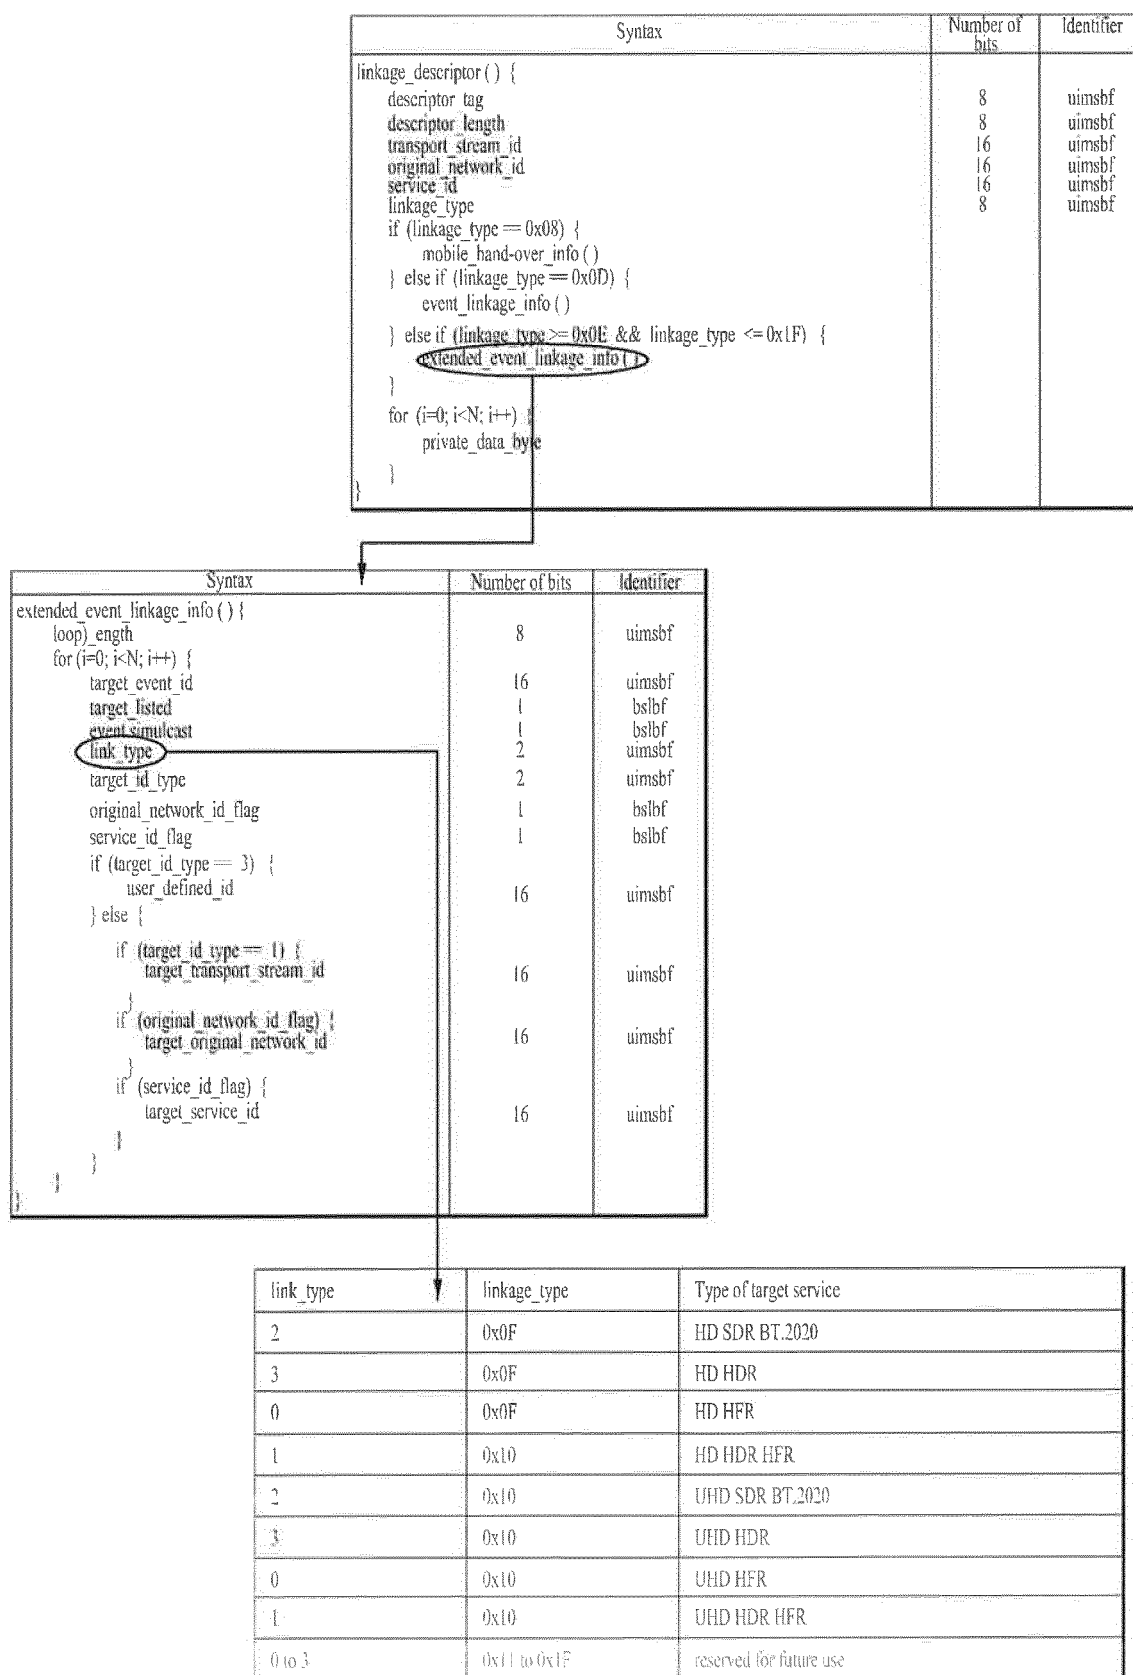 Syntax Number of bits Identifier
linkage_descriptor ( ) {
descriptor_tag 8 uimsbf
descriptor_length 8 uimsbf
transport_stream_id 16 uimsbf
original_network_id 16 uimsbf
service_id 16 uimsbf
linkage_type 8 uimsbf
if (linkage_type == 0x08) {
mobile_hand-over_info ( )
} else if (linkage_type == 0x0D) {
event_linkage_info ( )
} else if (linkage_type >= 0x0E && linkage_type <= 0x1F) {
extended_event_linkage_info ( )
}
for (i=0; i<N; i++) {
private_data_byte
}
}
Syntax Number of bits Identifier
extended_event_linkage_info ( ) {
loop)_ength 8 uimsbf
for (i=0; i<N; i++) {
target_event_id 16 uimsbf
target_listed 1 bslbf
event simulcast 1 bslbf
link_type 2 uimsbf
target_id_type 2 uimsbf
original_network_id_flag 1 bslbf
service_id_flag 1 bslbf
if (target_id_type == 3) {
user_defined_id 16 uimsbf
} else {
if (target_id_type == 1) {
target_transport_stream_id 16 uimsbf
}
if (original_network_id_flag) {
target_original_network_id 16 uimsbf
}
if (service_id_flag) {
target_service_id 16 uimsbf
}
}
}
}
link_type linkage_type Type of target service
2 0x0F HD SDR BT.2020
3 0x0F HD HDR
0 0x0F HD HFR
1 0x10 HD HDR HFR
2 0x10 UHD SDR BT.2020
3 0x10 UHD HDR
0 0x10 UHD HFR
1 0x10 UHD HDR HFR
0 to 3 0x11 to 0x1F reserved for future use